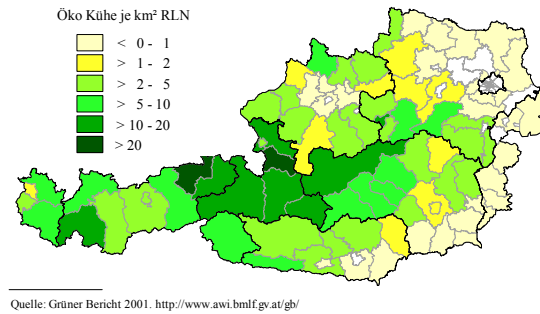 Öko Kühe je km² RLN
< 0 - 1
> 1 - 2
> 2 - 5
> 5 - 10
> 10 - 20
> 20
Quelle: Grüner Bericht 2001. http://www.awi.bmlf.gv.at/gb/